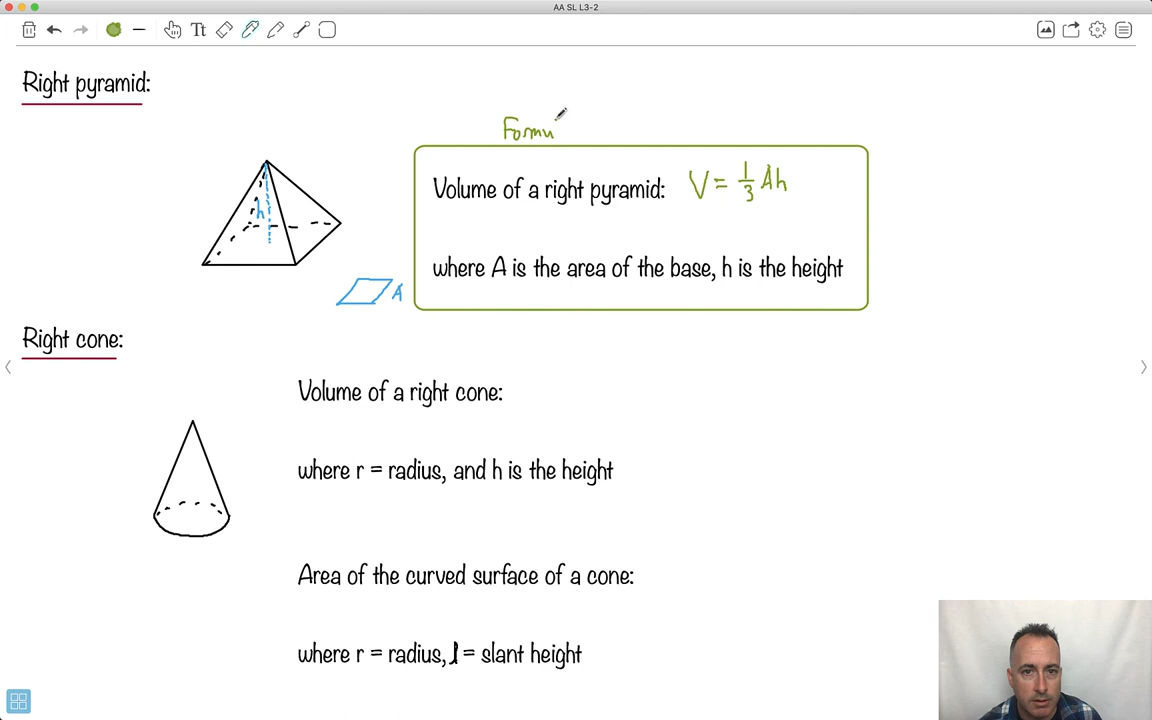 AA SL L3-2
Tt
Right pyramid:
Formu
Volume of a right pyramid: V = 1/3 Ah
h
where A is the area of the base, h is the height
A
Right cone:
Volume of a right cone:
where r = radius, and h is the height
Area of the curved surface of a cone:
where r = radius, l = slant height